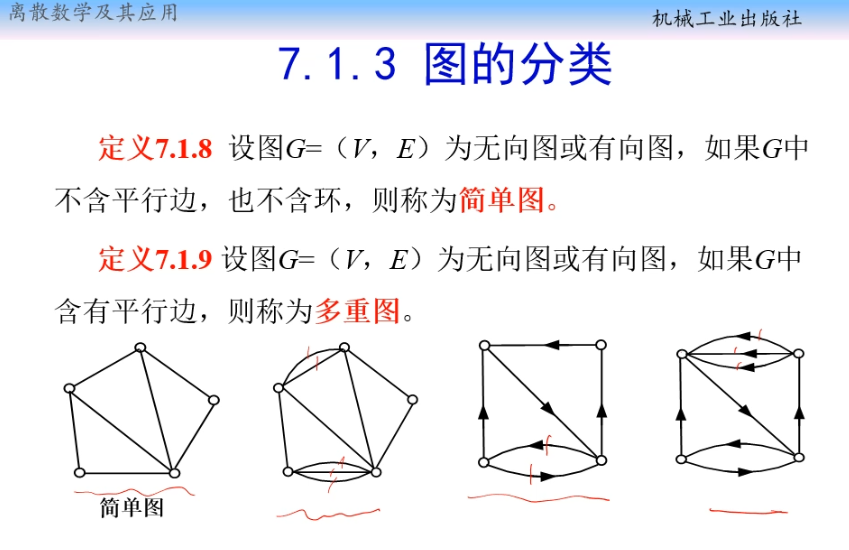 离散数学及其应用
机械工业出版社
7.1.3 图的分类
定义7.1.8 设图G=（V，E）为无向图或有向图，如果G中
不含平行边，也不含环，则称为简单图。
定义7.1.9 设图G=（V，E）为无向图或有向图，如果G中
含有平行边，则称为多重图。
简单图